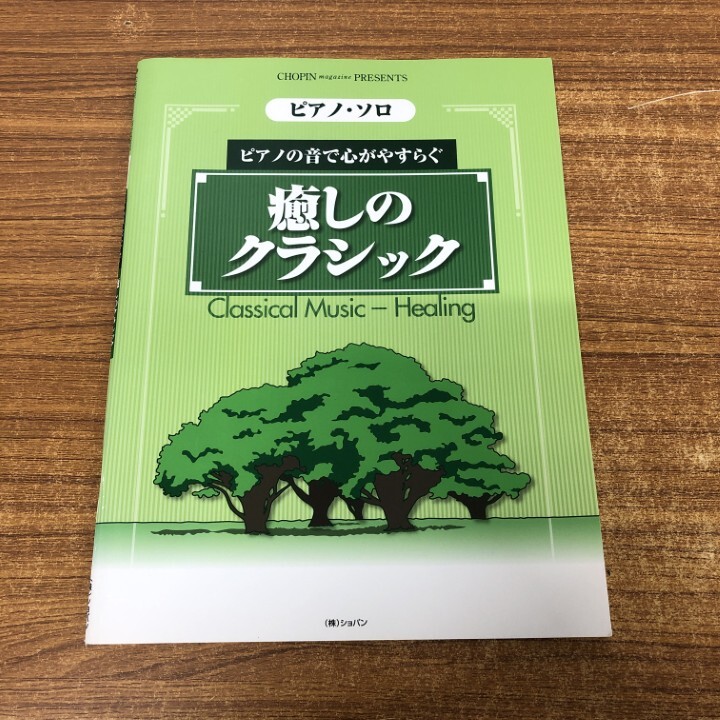 CHOPIN magazine PRESENTS
ピアノ・ソロ
ピアノの音で心がやすらぐ
癒しの
クラシック
Classical Music – Healing
(株)ショパン